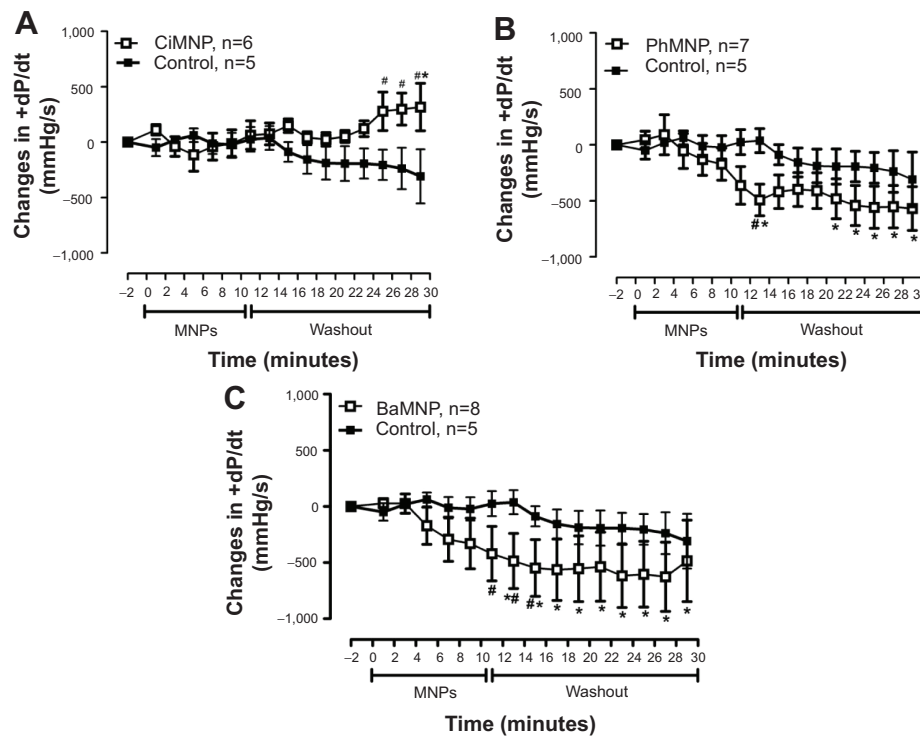 A
1,000
500
0
−500
−1,000
Changes in +dP/dt
(mmHg/s)
CiMNP, n=6
Control, n=5
# # #*
−2 0 2 4 6 8 10 12 14 16 18 20 22 24 26 28 30
MNPs
Washout
Time (minutes)
B
1,000
500
0
−500
−1,000
Changes in +dP/dt
(mmHg/s)
PhMNP, n=7
Control, n=5
#* * * * * *
−2 0 2 4 6 8 10 12 14 16 18 20 22 24 26 28
MNPs
Washout
Time (minutes)
C
1,000
500
0
−500
−1,000
Changes in +dP/dt
(mmHg/s)
BaMNP, n=8
Control, n=5
# *# #* * * * * * * *
−2 0 2 4 6 8 10 12 13 16 18 20 22 24 26 28 30
MNPs
Washout
Time (minutes)